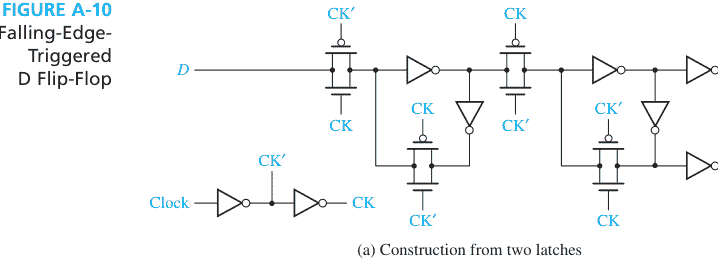 FIGURE A-10
Falling-Edge-
Triggered
D Flip-Flop
CK′
CK
D
CK
CK
CK′
CK′
CK′
Clock
CK
CK′
CK
(a) Construction from two latches